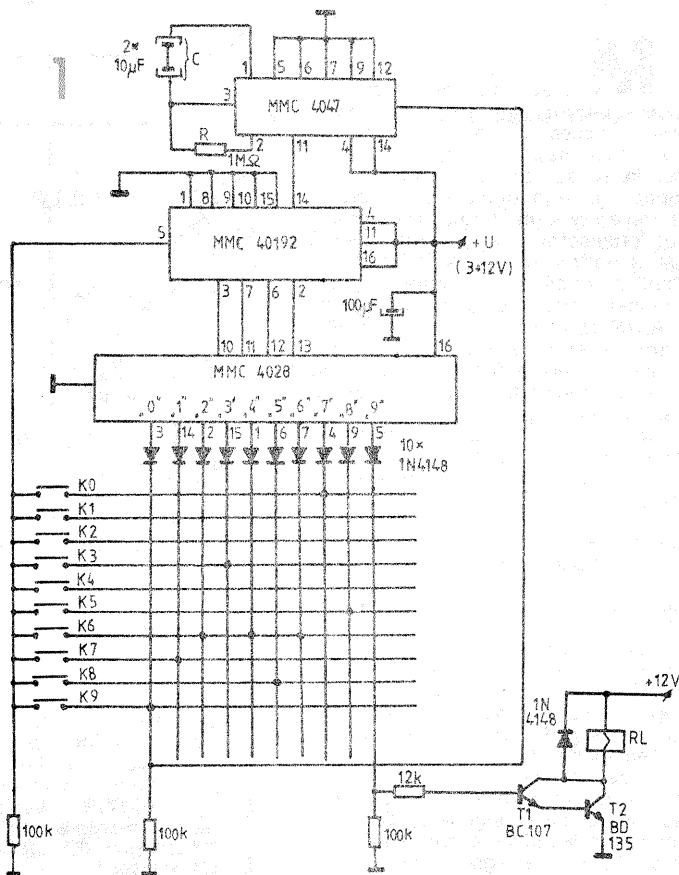 1
2×
10µF
C
1
5
6
7
9
12
3
MMC 4047
R
1MΩ
2
11
4
14
1
8
9
10
15
14
5
MMC 40192
4
11
16
+U
(3÷12V)
3
7
6
2
100µF
10
11
12
13
16
MMC 4028
„0"
„1"
„2"
„3"
„4"
„5"
„6"
„7"
„8"
„9"
3
14
2
15
1
6
7
4
9
5
10×
1N4148
K0
K1
K2
K3
K4
K5
K6
K7
K8
K9
+12V
1N
4148
RL
12k
T1
BC107
T2
BD
135
100k
100k
100k